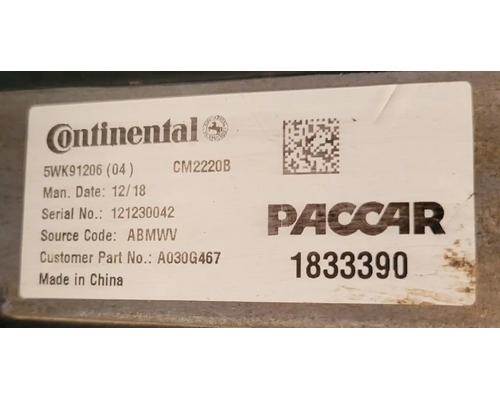 Continental
5WK91206 (04) CM2220B
Man. Date: 12/18
Serial No.: 121230042
Source Code: ABMWV
Customer Part No.: A030G467
Made in China
PACCAR
1833390